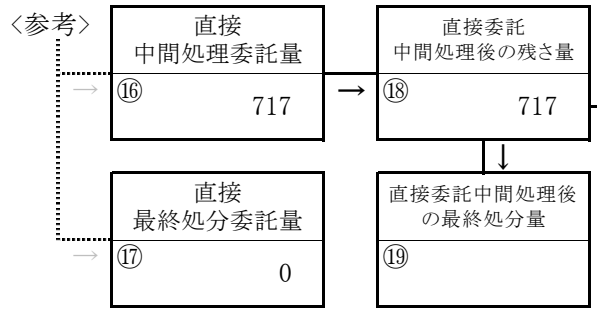 〈参考〉
直接
中間処理委託量
→
⑯
717
→
直接委託
中間処理後の残さ量
⑱
717
↓
直接
最終処分委託量
→
⑰
0
直接委託中間処理後
の最終処分量
⑲